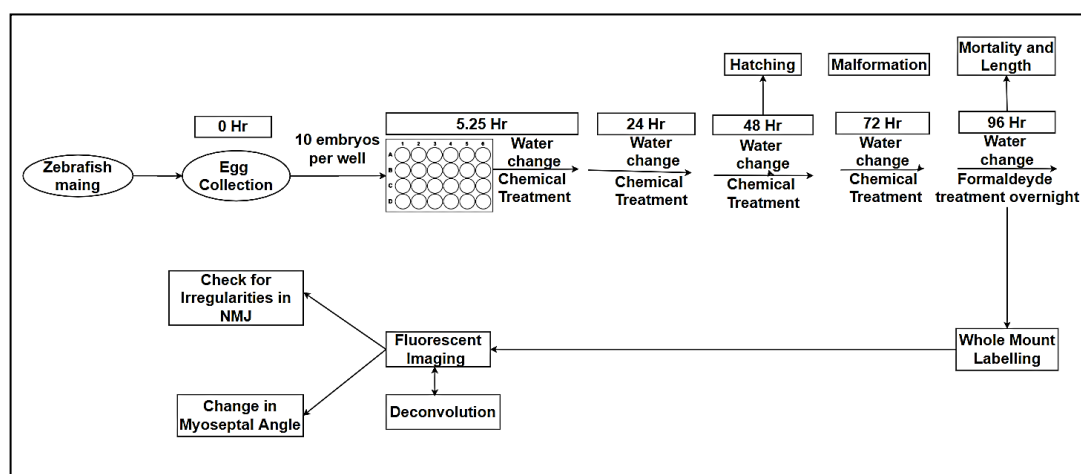 Hatching
Malformation
Mortality and
Length
0 Hr
5.25 Hr
24 Hr
48 Hr
72 Hr
96 Hr
Zebrafish
maing
Egg
Collection
10 embryos
per well
1 2 3 4 5 6
A
B
C
D
Water
change
Chemical
Treatment
Water
change
Chemical
Treatment
Water
change
Chemical
Treatment
Water
change
Chemical
Treatment
Water
change
Formaldeyde
treatment overnight
Check for
Irregularities in
NMJ
Fluorescent
Imaging
Whole Mount
Labelling
Change in
Myoseptal Angle
Deconvolution